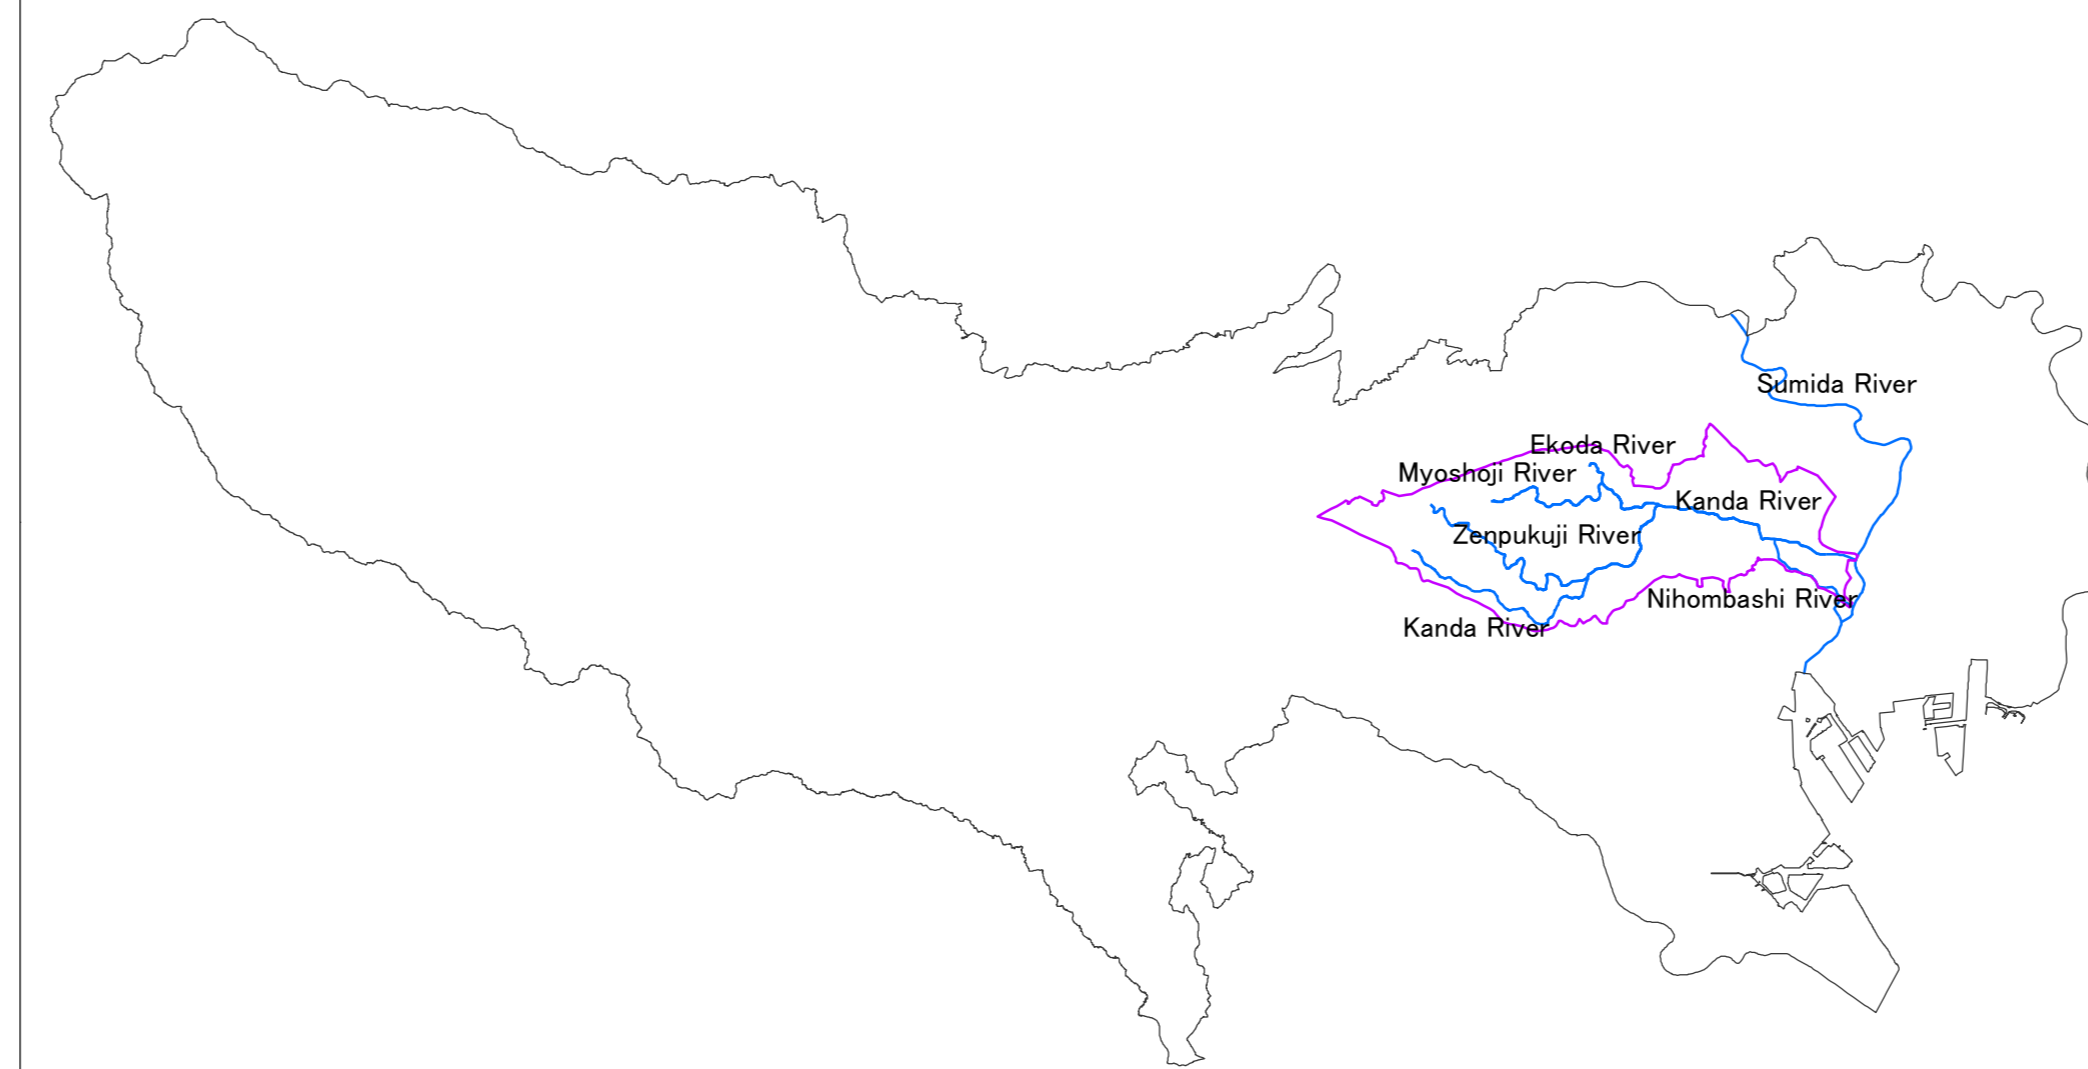 Sumida River
Ekoda River
Myoshoji River
Kanda River
Zenpukuji River
Nihombashi River
Kanda River